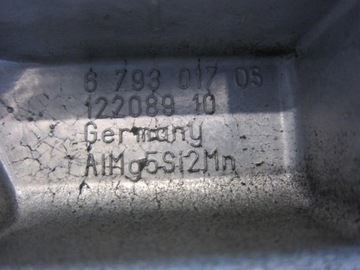 6 793 017 05
122089 10
Germany
AlMg5Si2Mn